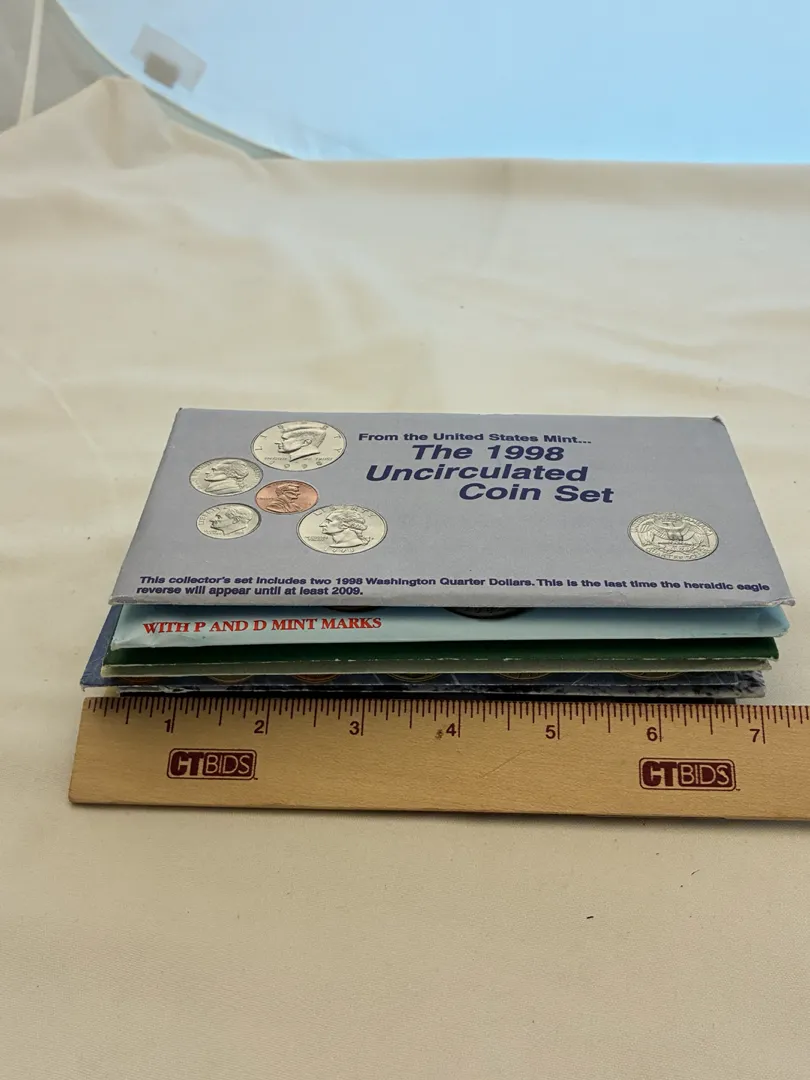 From the United States Mint...
The 1998
Uncirculated
Coin Set
This collector's set includes two 1998 Washington Quarter Dollars. This is the last time the heraldic eagle
reverse will appear until at least 2009.
WITH P AND D MINT MARKS
1 2 3 4 5 6 7
CTBIDS CTBIDS